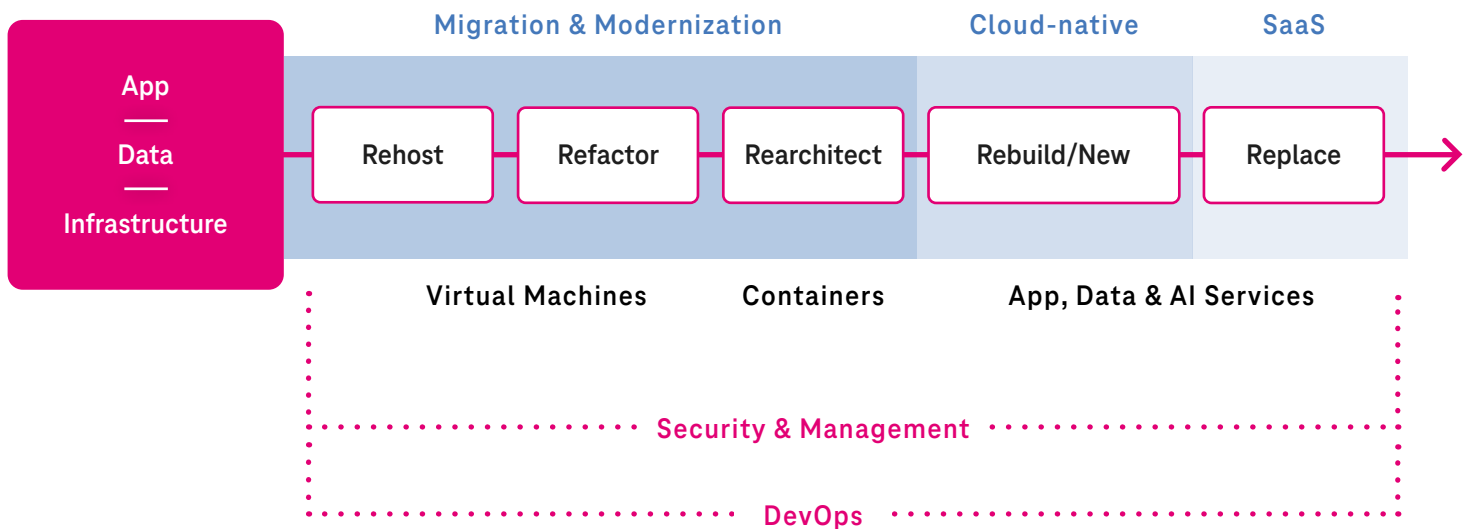 Migration & Modernization
Cloud-native
SaaS
App
Data
Infrastructure
Rehost
Refactor
Rearchitect
Rebuild/New
Replace
Virtual Machines
Containers
App, Data & AI Services
Security & Management
DevOps